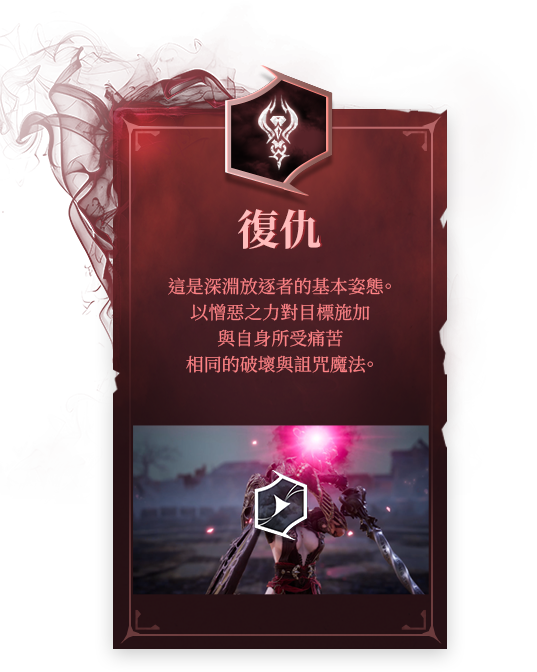 復仇
這是深淵放逐者的基本姿態。
以憎惡之力對目標施加
與自身所受痛苦
相同的破壞與詛咒魔法。